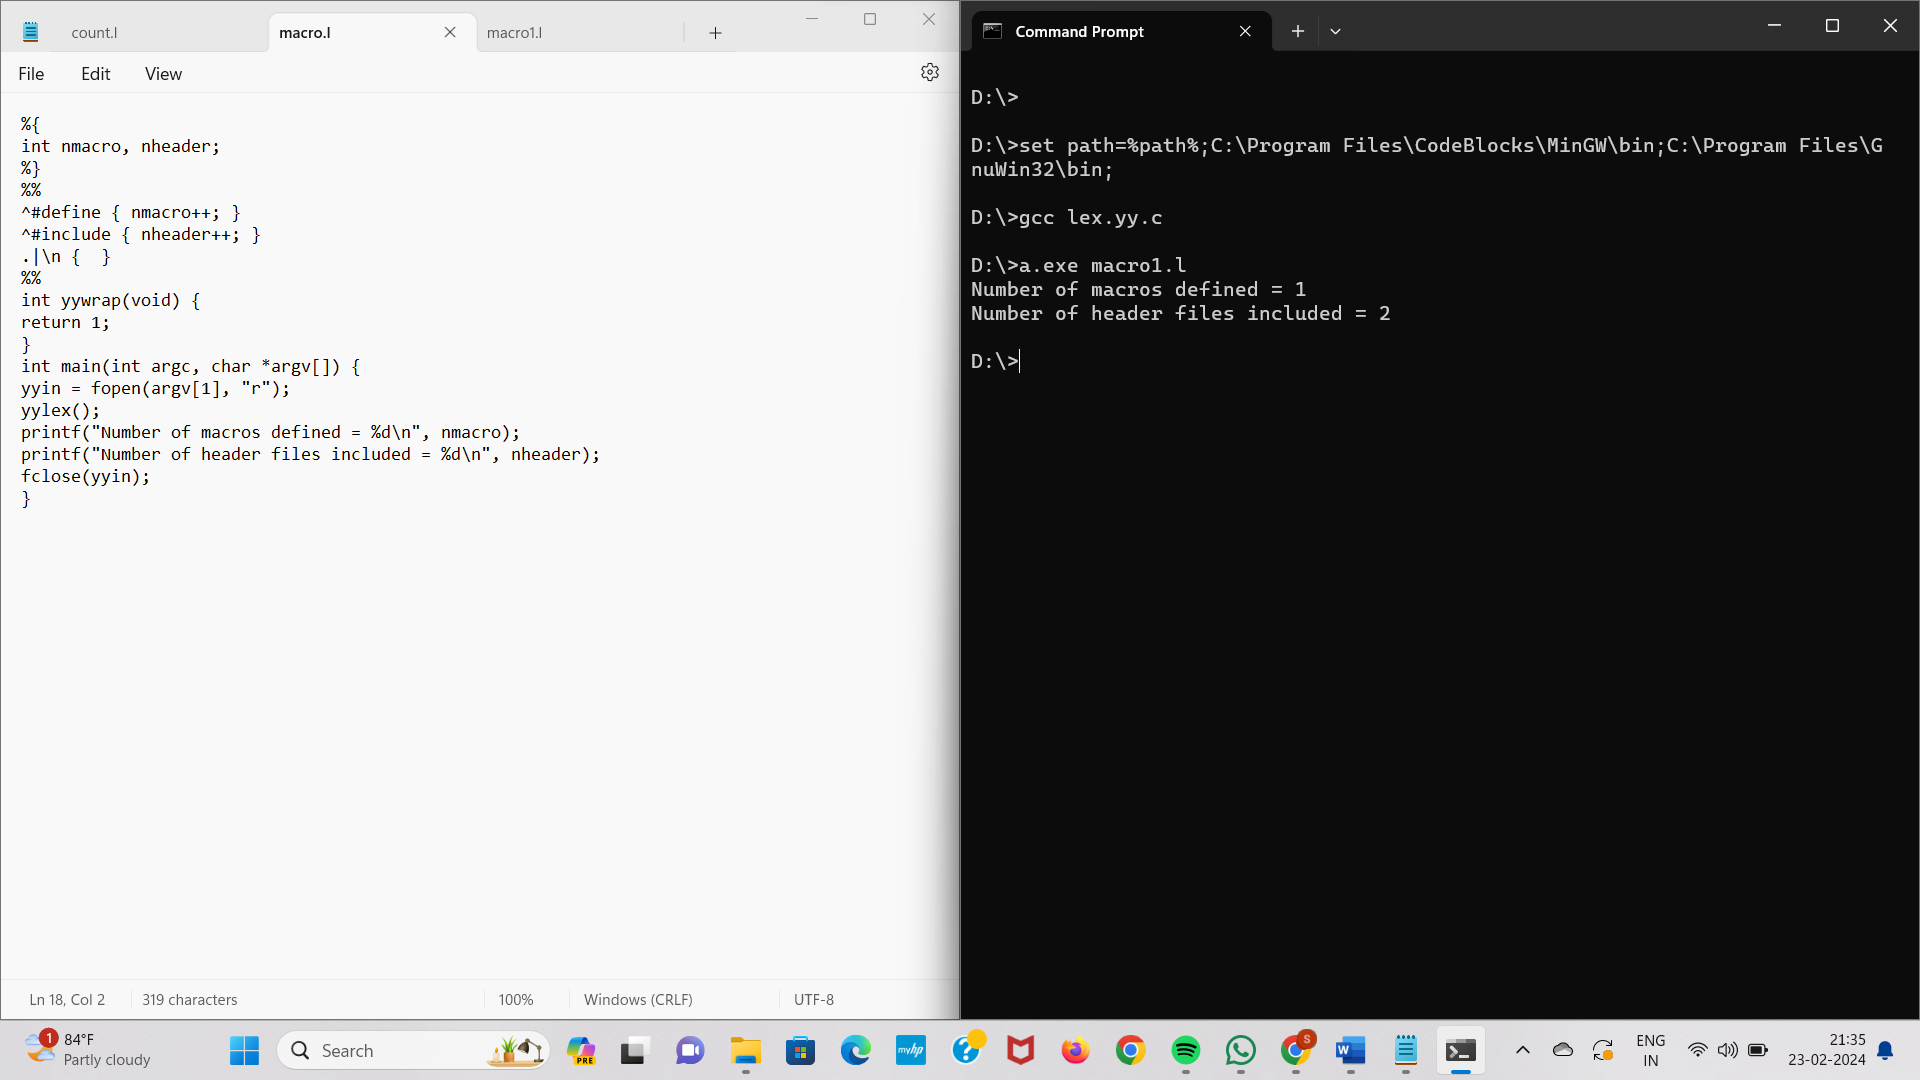 count.l
macro.l
macro1.l
File
Edit
View
%{
int nmacro, nheader;
%}
%%
^#define { nmacro++; }
^#include { nheader++; }
.|\n {  }
%%
int yywrap(void) {
return 1;
}
int main(int argc, char *argv[]) {
yyin = fopen(argv[1], "r");
yylex();
printf("Number of macros defined = %d\n", nmacro);
printf("Number of header files included = %d\n", nheader);
fclose(yyin);
}
Ln 18, Col 2
319 characters
100%
Windows (CRLF)
UTF-8
Command Prompt
D:\>
D:\>set path=%path%;C:\Program Files\CodeBlocks\MinGW\bin;C:\Program Files\G
nuWin32\bin;
D:\>gcc lex.yy.c
D:\>a.exe macro1.l
Number of macros defined = 1
Number of header files included = 2
D:\>
1
84°F
Partly cloudy
Search
PRE
myhp
?
S
W
ENG
IN
21:35
23-02-2024